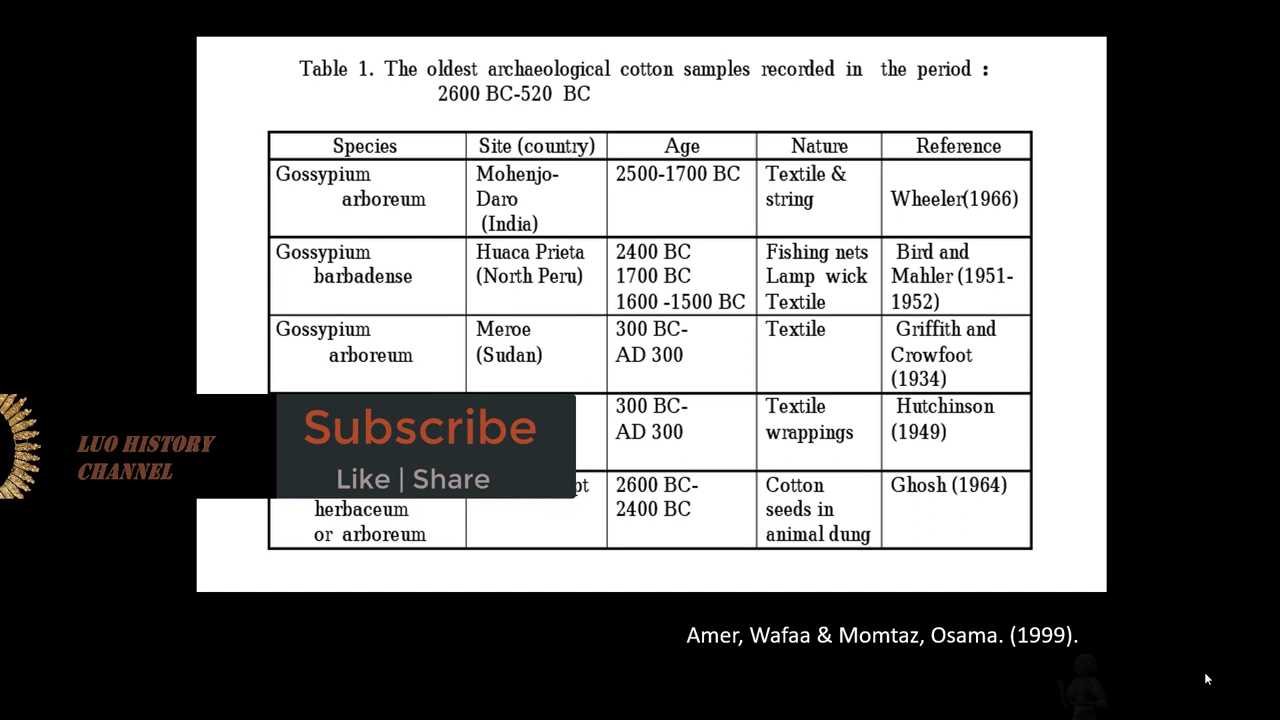 Table 1. The oldest archaeological cotton samples recorded in the period :
2600 BC-520 BC
Species Site (country) Age Nature Reference
Gossypium Mohenjo- 2500-1700 BC Textile &
arboreum Daro string Wheeler(1966)
(India)
Gossypium Huaca Prieta 2400 BC Fishing nets Bird and
barbadense (North Peru) 1700 BC Lamp wick Mahler (1951-
1600 -1500 BC Textile 1952)
Gossypium Meroe 300 BC- Textile Griffith and
arboreum (Sudan) AD 300 Crowfoot
(1934)
300 BC- Textile Hutchinson
AD 300 wrappings (1949)
2600 BC- Cotton Ghosh (1964)
herbaceum 2400 BC seeds in
or arboreum animal dung
LUO HISTORY
CHANNEL
Subscribe
Like | Share
Amer, Wafaa & Momtaz, Osama. (1999).